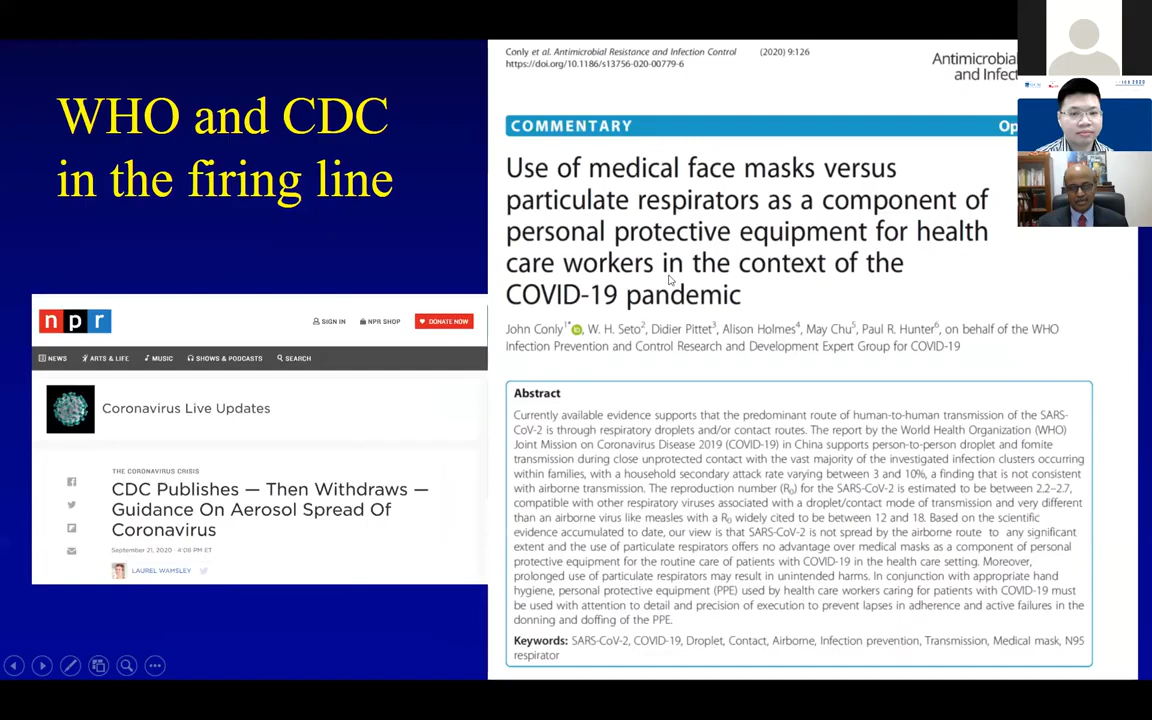 WHO and CDC
in the firing line
npr
SIGN IN
NPR SHOP
DONATE NOW
NEWS
ARTS & LIFE
MUSIC
SHOWS & PODCASTS
SEARCH
Coronavirus Live Updates
THE CORONAVIRUS CRISIS
CDC Publishes — Then Withdraws —
Guidance On Aerosol Spread Of
Coronavirus
September 21, 2020 · 4:08 PM ET
LAUREL WAMSLEY
Conly et al. Antimicrobial Resistance and Infection Control (2020) 9:126
https://doi.org/10.1186/s13756-020-00779-6
Antimicrobial
and Infec
COMMENTARY
Op
Use of medical face masks versus
particulate respirators as a component of
personal protective equipment for health
care workers in the context of the
COVID-19 pandemic
John Conly1*, W. H. Seto2, Didier Pittet3, Alison Holmes4, May Chu5, Paul R. Hunter6, on behalf of the WHO
Infection Prevention and Control Research and Development Expert Group for COVID-19
Abstract
Currently available evidence supports that the predominant route of human-to-human transmission of the SARS-
CoV-2 is through respiratory droplets and/or contact routes. The report by the World Health Organization (WHO)
Joint Mission on Coronavirus Disease 2019 (COVID-19) in China supports person-to-person droplet and fomite
transmission during close unprotected contact with the vast majority of the investigated infection clusters occurring
within families, with a household secondary attack rate varying between 3 and 10%, a finding that is not consistent
with airborne transmission. The reproduction number (R0) for the SARS-CoV-2 is estimated to be between 2.2–2.7,
compatible with other respiratory viruses associated with a droplet/contact mode of transmission and very different
than an airborne virus like measles with a R0 widely cited to be between 12 and 18. Based on the scientific
evidence accumulated to date, our view is that SARS-CoV-2 is not spread by the airborne route to any significant
extent and the use of particulate respirators offers no advantage over medical masks as a component of personal
protective equipment for the routine care of patients with COVID-19 in the health care setting. Moreover,
prolonged use of particulate respirators may result in unintended harms. In conjunction with appropriate hand
hygiene, personal protective equipment (PPE) used by health care workers caring for patients with COVID-19 must
be used with attention to detail and precision of execution to prevent lapses in adherence and active failures in the
donning and doffing of the PPE.
Keywords: SARS-CoV-2, COVID-19, Droplet, Contact, Airborne, Infection prevention, Transmission, Medical mask, N95
respirator